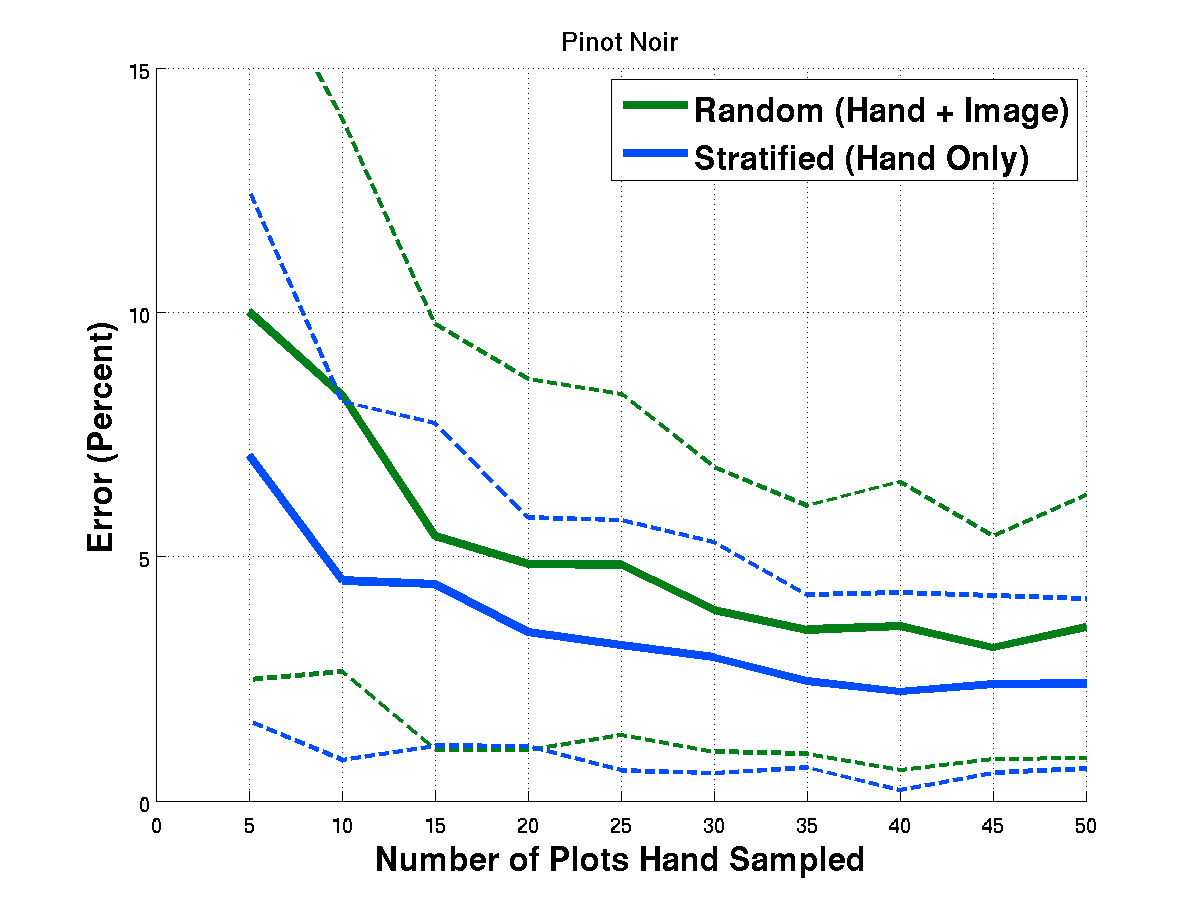 Pinot Noir
15
Random (Hand + Image)
Stratified (Hand Only)
10
Error (Percent)
5
0
0 5 10 15 20 25 30 35 40 45 50
Number of Plots Hand Sampled